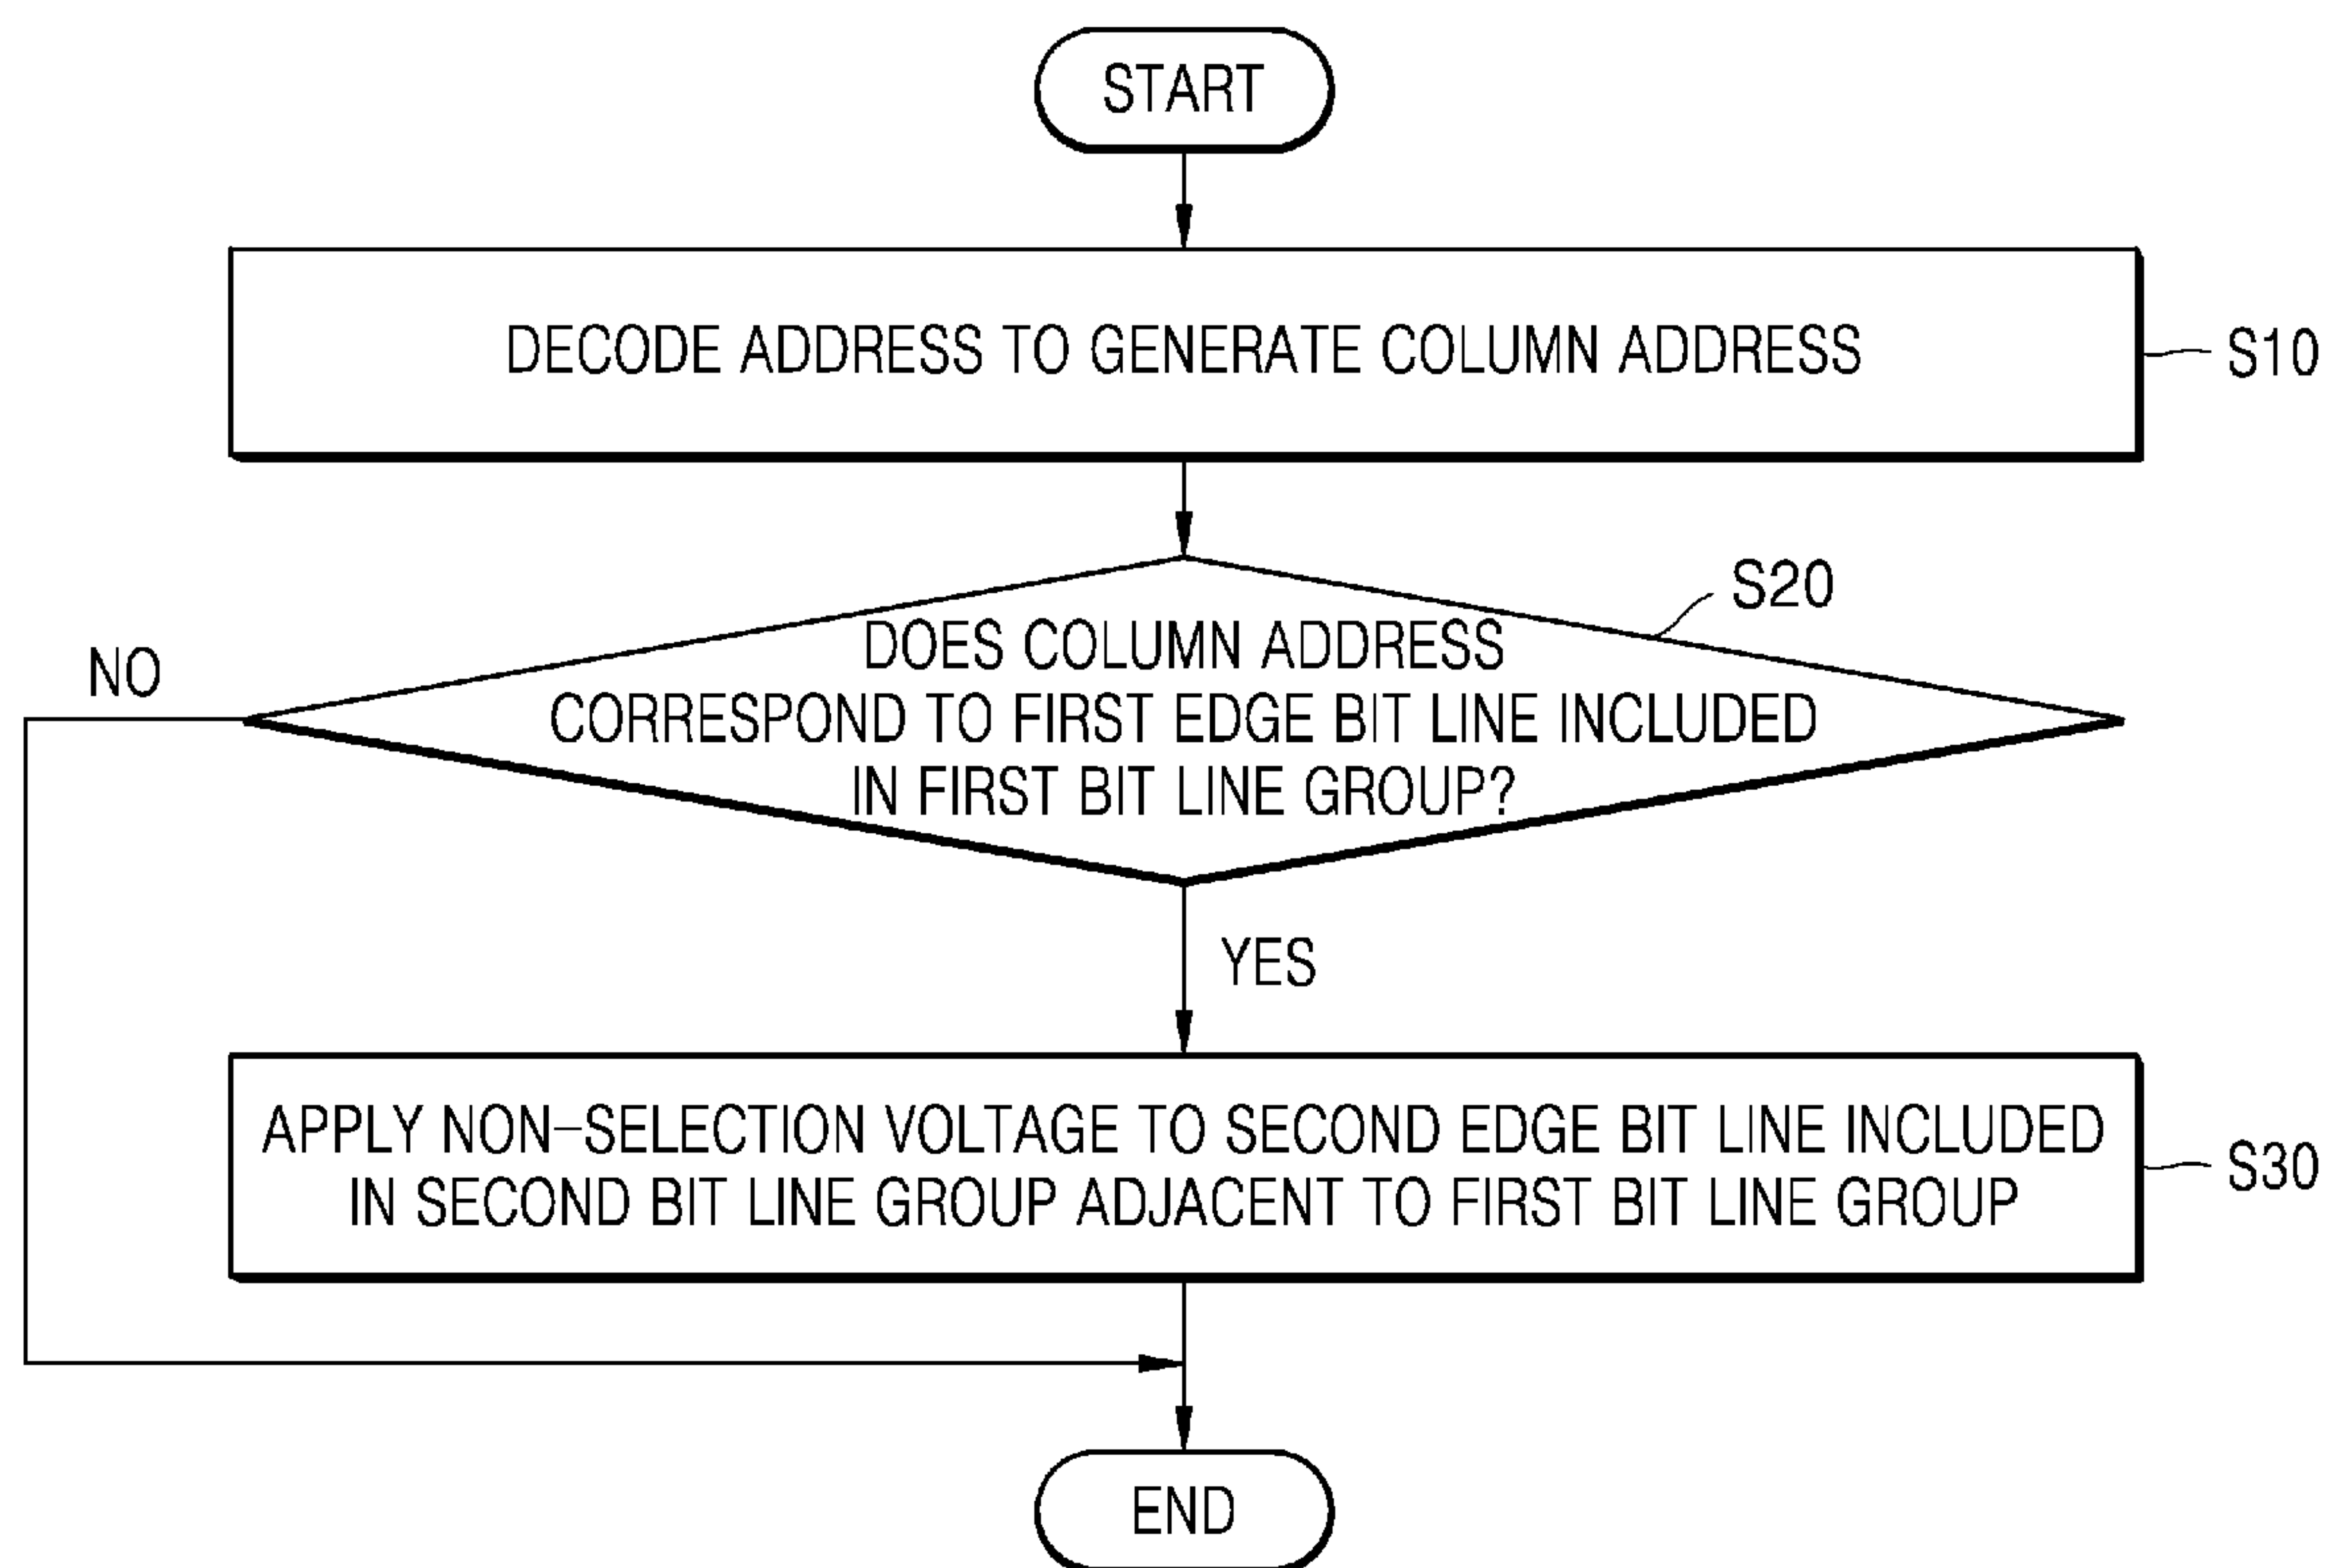 START
DECODE ADDRESS TO GENERATE COLUMN ADDRESS
S10
S20
DOES COLUMN ADDRESS
CORRESPOND TO FIRST EDGE BIT LINE INCLUDED
IN FIRST BIT LINE GROUP?
NO
YES
APPLY NON-SELECTION VOLTAGE TO SECOND EDGE BIT LINE INCLUDED
IN SECOND BIT LINE GROUP ADJACENT TO FIRST BIT LINE GROUP
S30
END